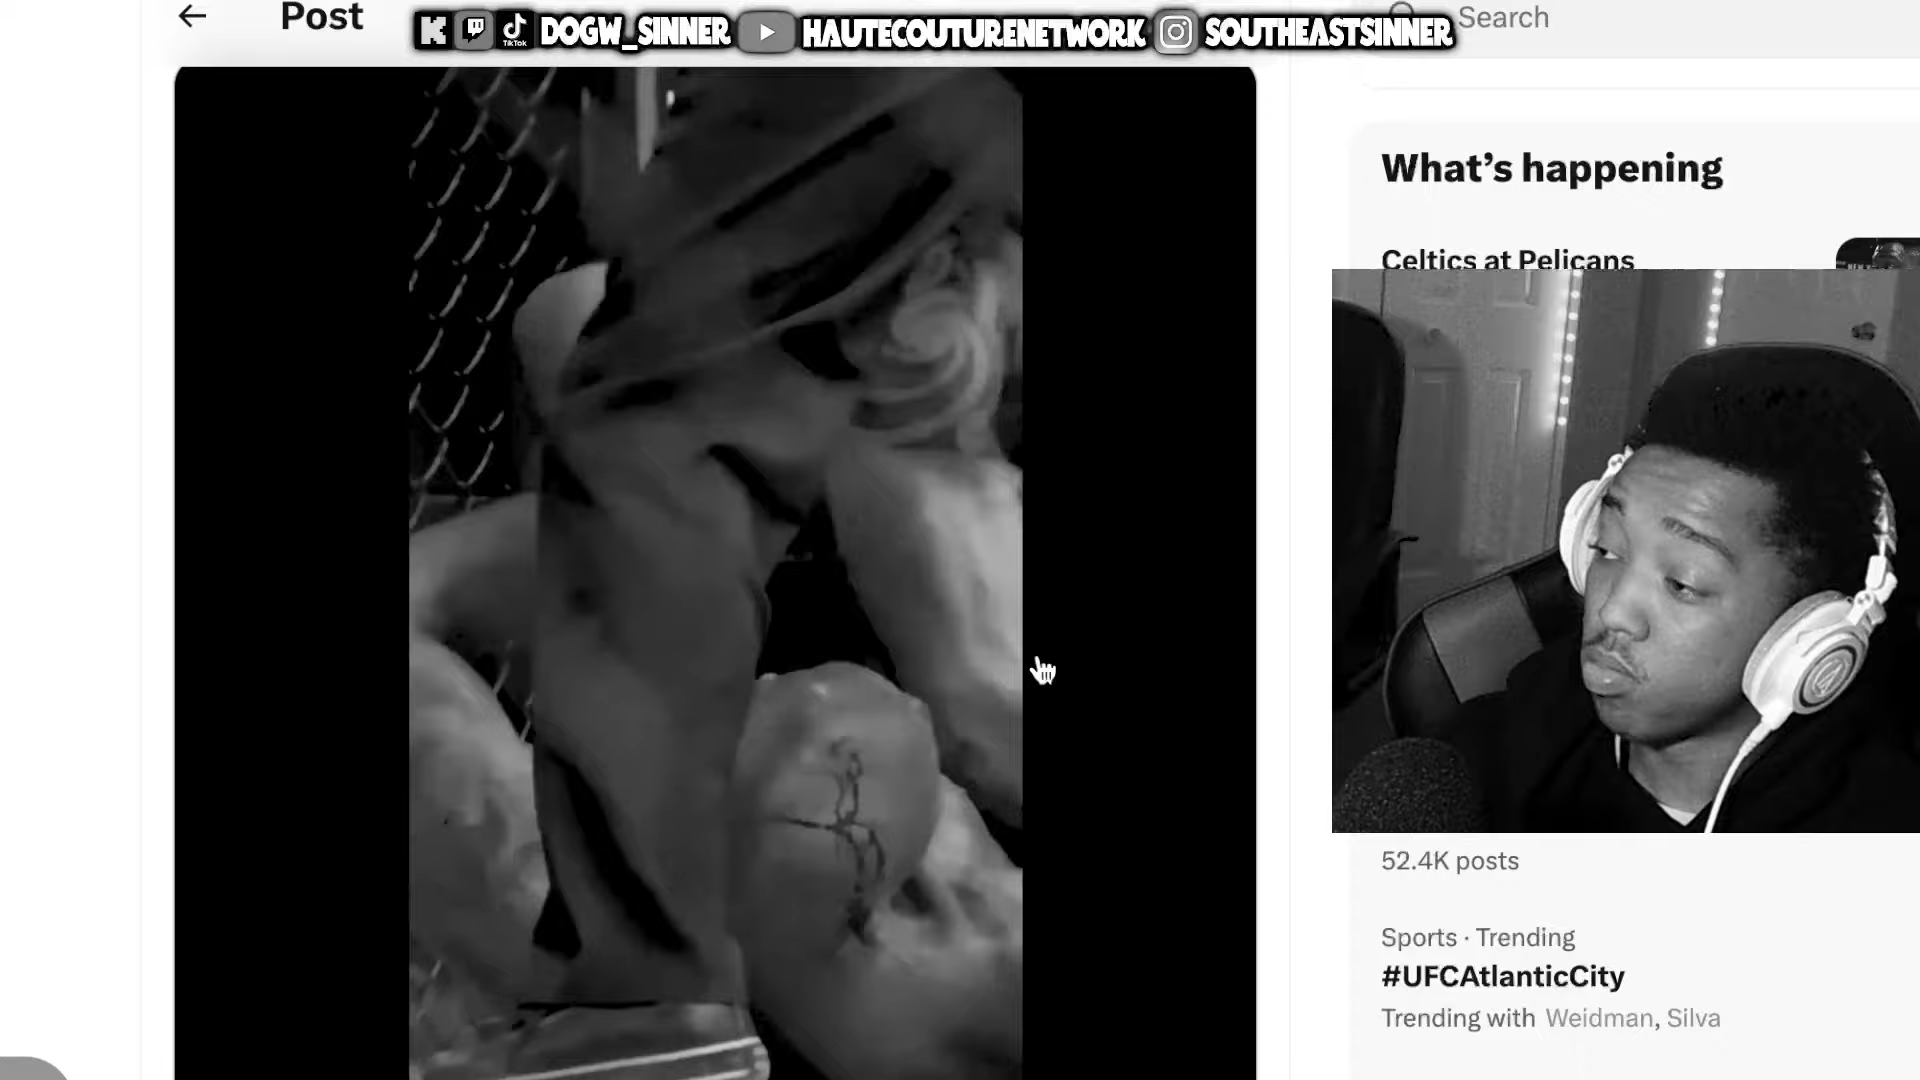 Post
TikTok DOGW_SINNER HAUTECOUTURENETWORK SOUTHEASTSINNER
Search
What's happening
Celtics at Pelicans
52.4K posts
Sports · Trending
#UFCAtlanticCity
Trending with Weidman, Silva